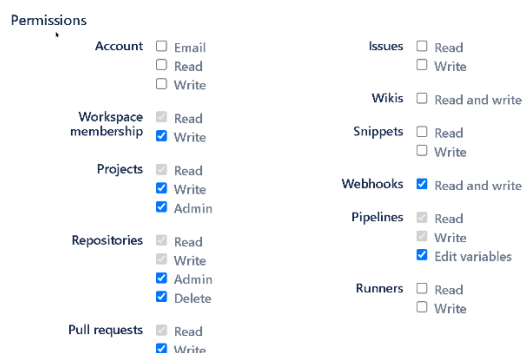 Permissions
Account Email
Read
Write
Workspace membership Read
Write
Projects Read
Write
Admin
Repositories Read
Write
Admin
Delete
Pull requests Read
Write
Issues Read
Write
Wikis Read and write
Snippets Read
Write
Webhooks Read and write
Pipelines Read
Write
Edit variables
Runners Read
Write